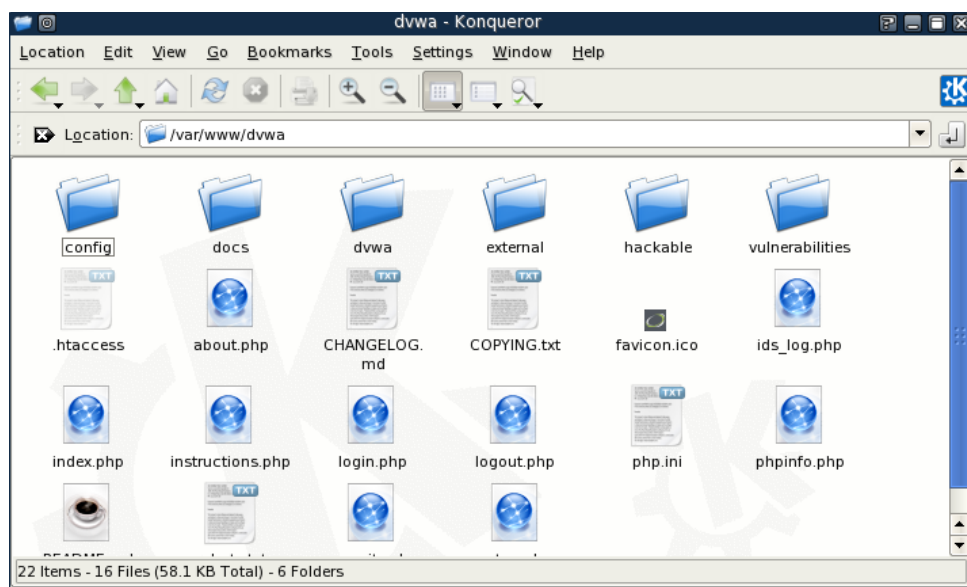 dvwa - Konqueror
Location Edit View Go Bookmarks Tools Settings Window Help
Location: /var/www/dvwa
config docs dvwa external hackable vulnerabilities
TXT TXT TXT
.htaccess about.php CHANGELOG. COPYING.txt favicon.ico ids_log.php
md
TXT
index.php instructions.php login.php logout.php php.ini phpinfo.php
TXT
22 Items - 16 Files (58.1 KB Total) - 6 Folders